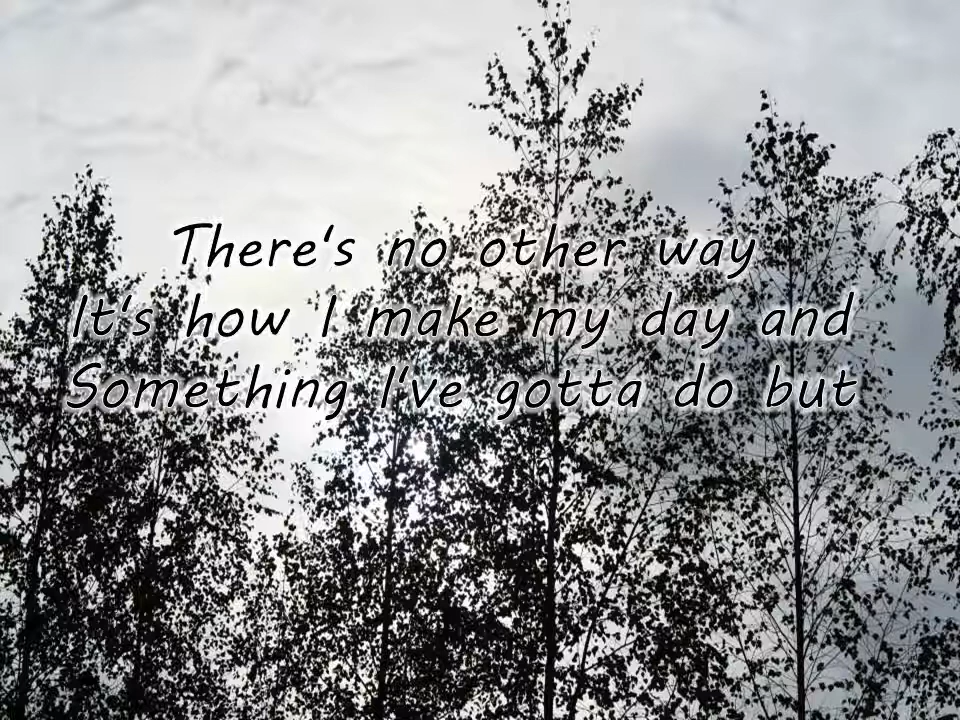 There's no other way
It's how I make my day and
Something I've gotta do but